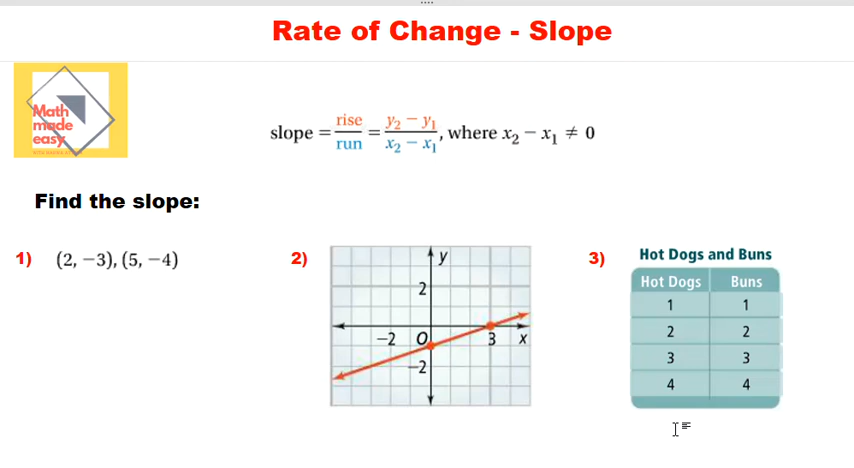 Rate of Change - Slope
Math
made
easy
slope = rise/run = y₂ − y₁/x₂ − x₁, where x₂ − x₁ ≠ 0
Find the slope:
1) (2, −3), (5, −4)
2)
y
2
−2 O 3 x
−2
3)
Hot Dogs and Buns
Hot Dogs Buns
1 1
2 2
3 3
4 4